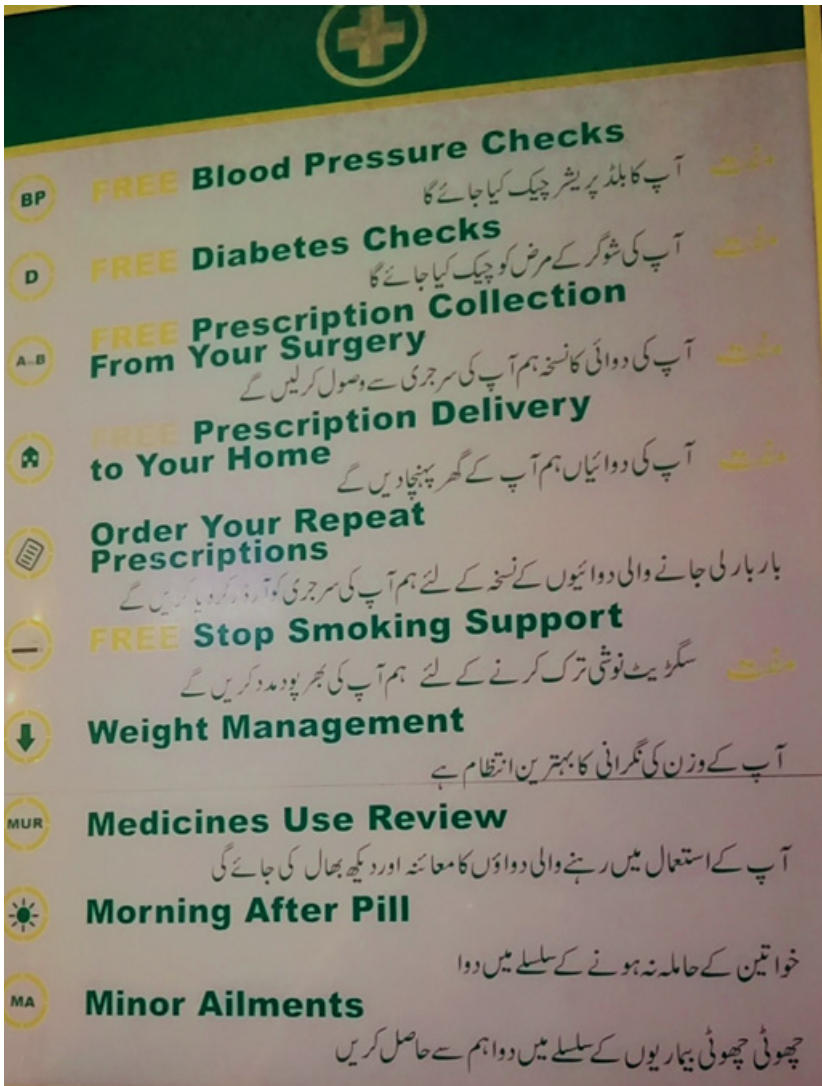 BP
FREE Blood Pressure Checks
مفت آپ کا بلڈ پریشر چیک کیا جائے گا
D
FREE Diabetes Checks
مفت آپ کی شوگر کے مرض کو چیک کیا جائے گا
A...B
FREE Prescription Collection
From Your Surgery
مفت آپ کی دوائی کا نسخہ ہم آپ کی سرجری سے وصول کرلیں گے
FREE Prescription Delivery
to Your Home
مفت آپ کی دوائیاں ہم آپ کے گھر پہنچا دیں گے
Order Your Repeat
Prescriptions
بار بار لی جانے والی دوائیوں کے نسخہ کے لئے ہم آپ کی سرجری کو آرڈر کر دیا کریں گے
FREE Stop Smoking Support
مفت سگڑیٹ نوشی ترک کرنے کے لئے ہم آپ کی بھر پود مدد کریں گے
Weight Management
آپ کے وزن کی نگرانی کا بہترین انتظام ہے
MUR
Medicines Use Review
آپ کے استعمال میں رہنے والی دواؤں کا معائنہ اور دیکھ بھال کی جائے گی
Morning After Pill
خواتین کے حاملہ نہ ہونے کے سلسلے میں دوا
MA
Minor Ailments
چھوٹی چھوٹی بیماریوں کے سلسلے میں دوا ہم سے حاصل کریں